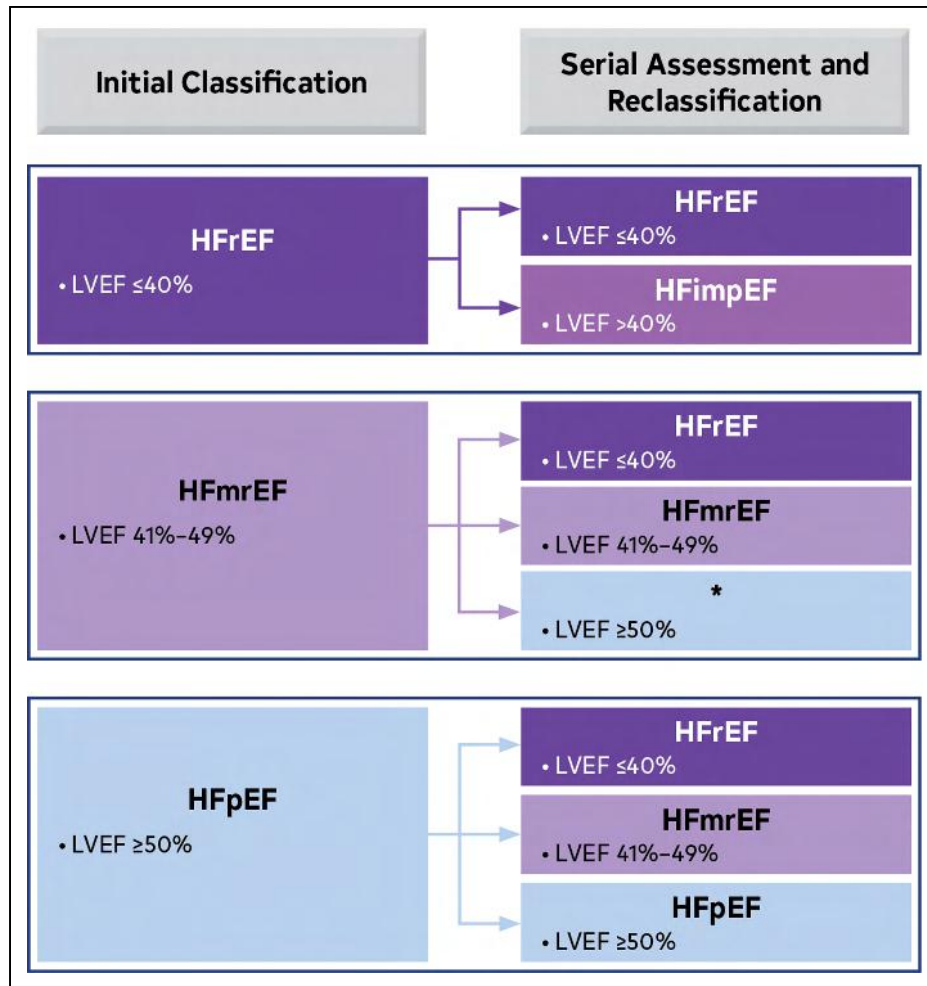 Initial Classification
Serial Assessment and
Reclassification
HFrEF
• LVEF ≤40%
HFrEF
• LVEF ≤40%
HFimpEF
• LVEF >40%
HFmrEF
• LVEF 41%–49%
HFrEF
• LVEF ≤40%
HFmrEF
• LVEF 41%–49%
*
• LVEF ≥50%
HFpEF
• LVEF ≥50%
HFrEF
• LVEF ≤40%
HFmrEF
• LVEF 41%–49%
HFpEF
• LVEF ≥50%